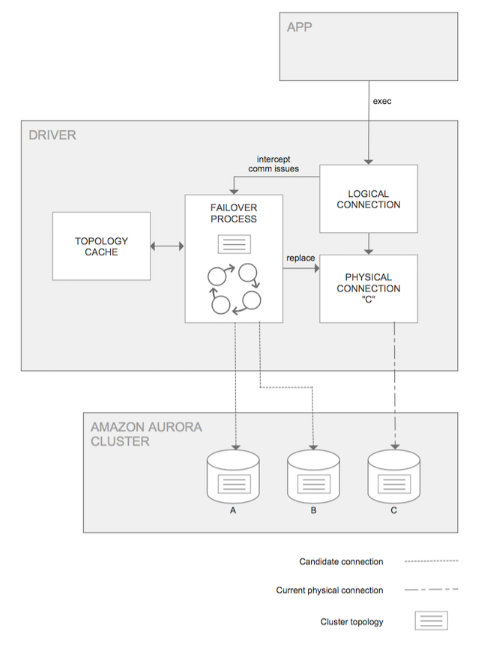 APP
exec
DRIVER
intercept
comm issues
LOGICAL
CONNECTION
FAILOVER
PROCESS
TOPOLOGY
CACHE
replace
PHYSICAL
CONNECTION
"C"
AMAZON AURORA
CLUSTER
A
B
C
Candidate connection
Current physical connection
Cluster topology